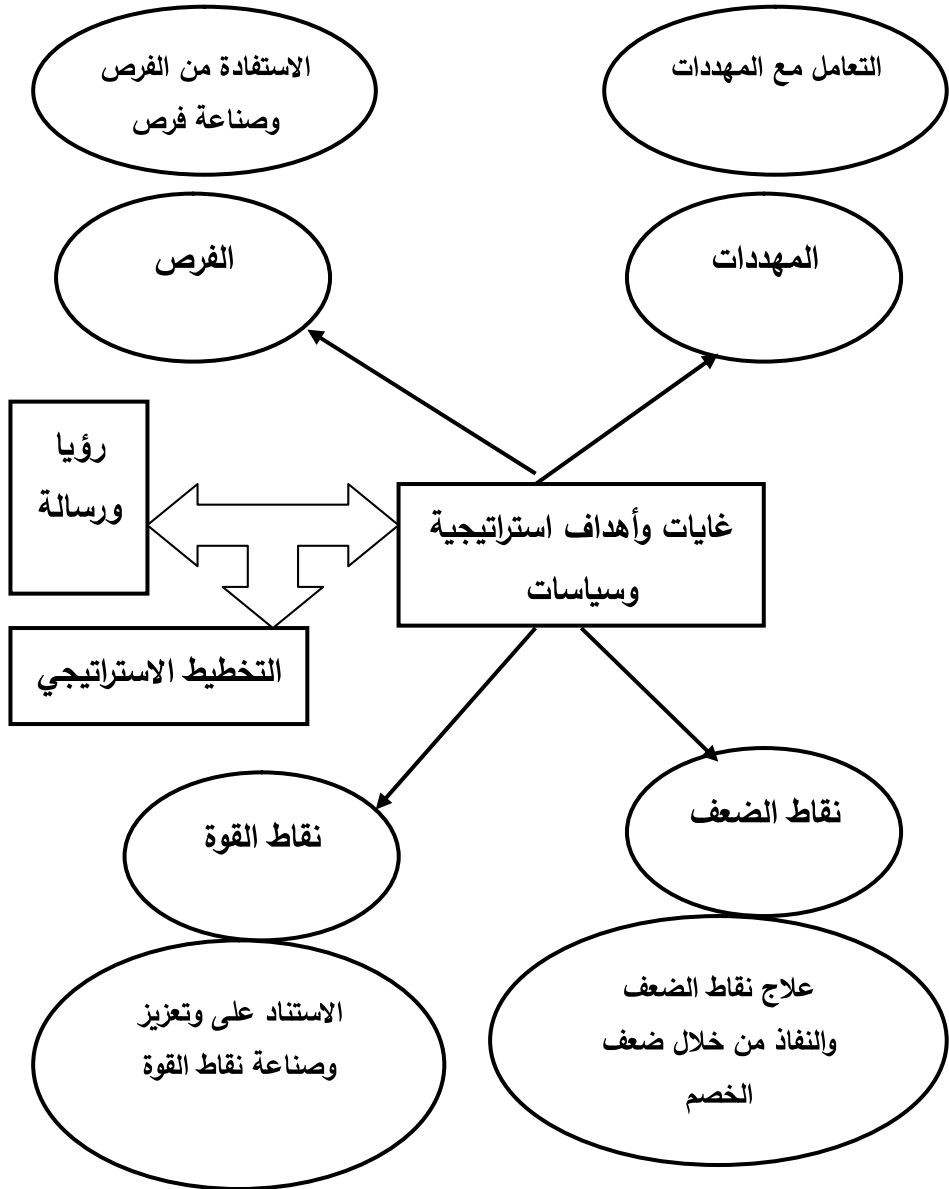 التعامل مع المهددات
الاستفادة من الفرص
وصناعة فرص
المهددات
الفرص
رؤيا
ورسالة
غايات وأهداف استراتيجية
وسياسات
التخطيط الاستراتيجي
نقاط الضعف
نقاط القوة
علاج نقاط الضعف
والنفاذ من خلال ضعف
الخصم
الاستناد على وتعزيز
وصناعة نقاط القوة